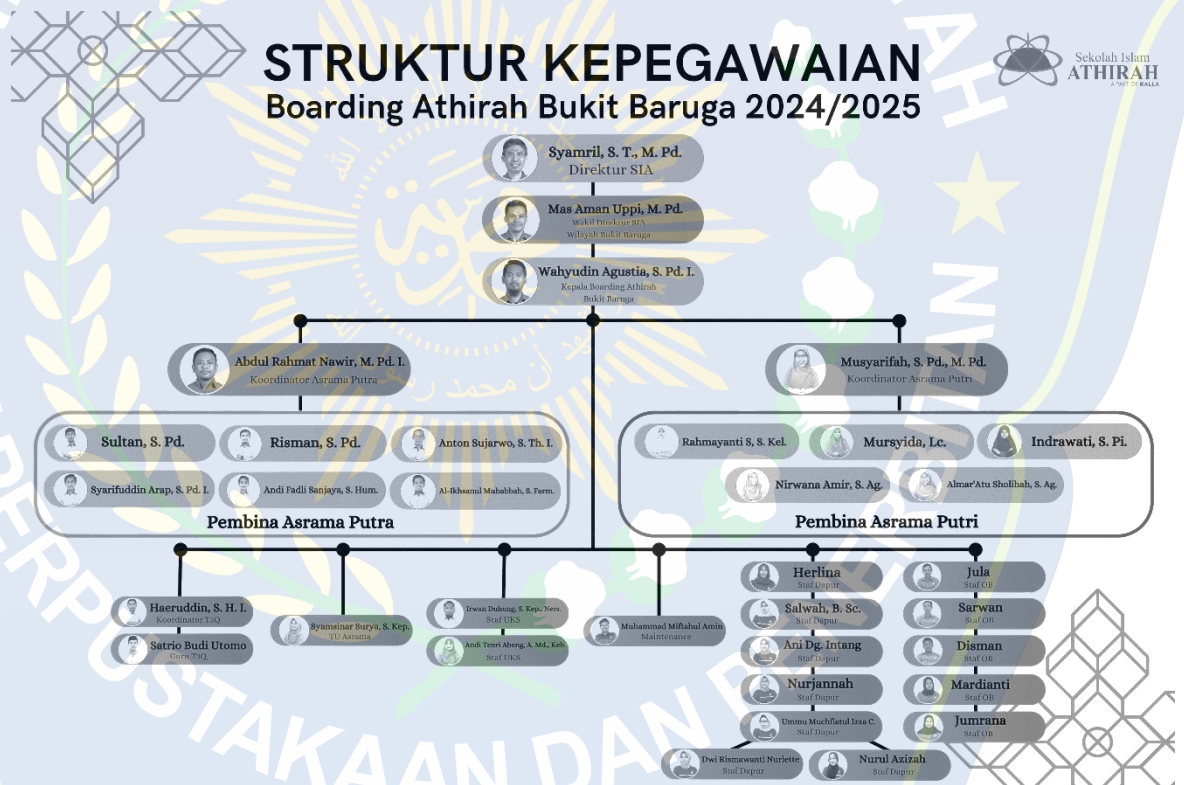 STRUKTUR KEPEGAWAIAN
Boarding Athirah Bukit Baruga 2024/2025
Sekolah Islam
ATHIRAH
A PART OF KALLA
Syamril, S. T., M. Pd.
Direktur SIA
Mas Aman Uppi, M. Pd.
Wakil Direktur SIA
Wilayah Bukit Baruga
Wahyudin Agustia, S. Pd. I.
Kepala Boarding Athirah
Bukit Baruga
Abdul Rahmat Nawir, M. Pd. I.
Koordinator Asrama Putra
Musyarifah, S. Pd., M. Pd.
Koordinator Asrama Putri
Sultan, S. Pd.
Risman, S. Pd.
Anton Sujarwo, S. Th. I.
Syarifuddin Arap, S. Pd. I.
Andi Fadli Sanjaya, S. Hum.
Al-Ikhsanul Muhabbah, S. Farm.
Pembina Asrama Putra
Rahmayanti S, S. Kel.
Mursyida, Lc.
Indrawati, S. Pi.
Nirwana Amir, S. Ag.
Almar'Atu Sholihah, S. Ag.
Pembina Asrama Putri
Haeruddin, S. H. I.
Koordinator T3Q
Satrio Budi Utomo
Guru T3Q
Syamsinar Surya, S. Kep.
TU Asrama
Irwan Dukung, S. Kep., Ners.
Staf UKS
Andi Tenri Abeng, A. Md., Keb.
Staf UKS
Muhammad Miftahul Amin
Maintenance
Herlina
Staf Dapur
Salwah, B. Sc.
Staf Dapur
Ani Dg. Intang
Staf Dapur
Nurjannah
Staf Dapur
Ummu Muchfiatul Izza C.
Staf Dapur
Dwi Rismawanti Nurlette
Staf Dapur
Nurul Azizah
Staf Dapur
Jula
Staf OB
Sarwan
Staf OB
Disman
Staf OB
Mardianti
Staf OB
Jumrana
Staf OB
PERPUSTAKAAN DAN